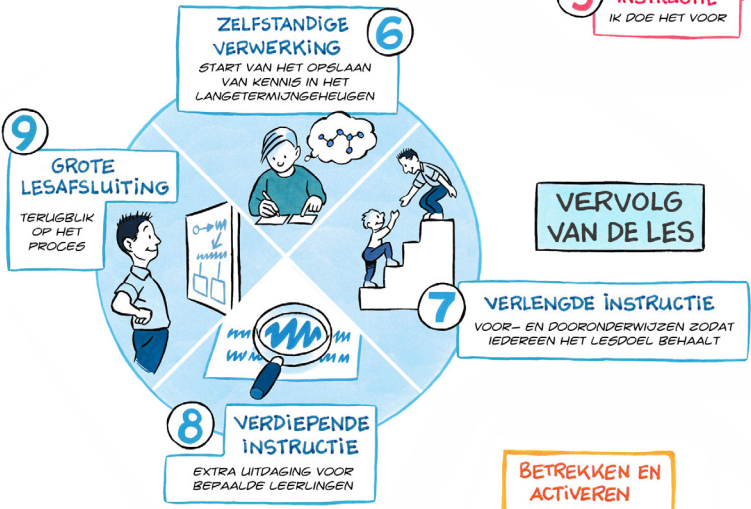 5
INSTRUCTIE
IK DOE HET VOOR
6
ZELFSTANDIGE
VERWERKING
START VAN HET OPSLAAN
VAN KENNIS IN HET
LANGETERMIJNGEHEUGEN
9
GROTE
LESAFSLUITING
TERUGBLIK
OP HET
PROCES
VERVOLG
VAN DE LES
7
VERLENGDE INSTRUCTIE
VOOR- EN DOORONDERWIJZEN ZODAT
IEDEREEN HET LESDOEL BEHAALT
8
VERDIEPENDE
INSTRUCTIE
EXTRA UITDAGING VOOR
BEPAALDE LEERLINGEN
BETREKKEN EN
ACTIVEREN